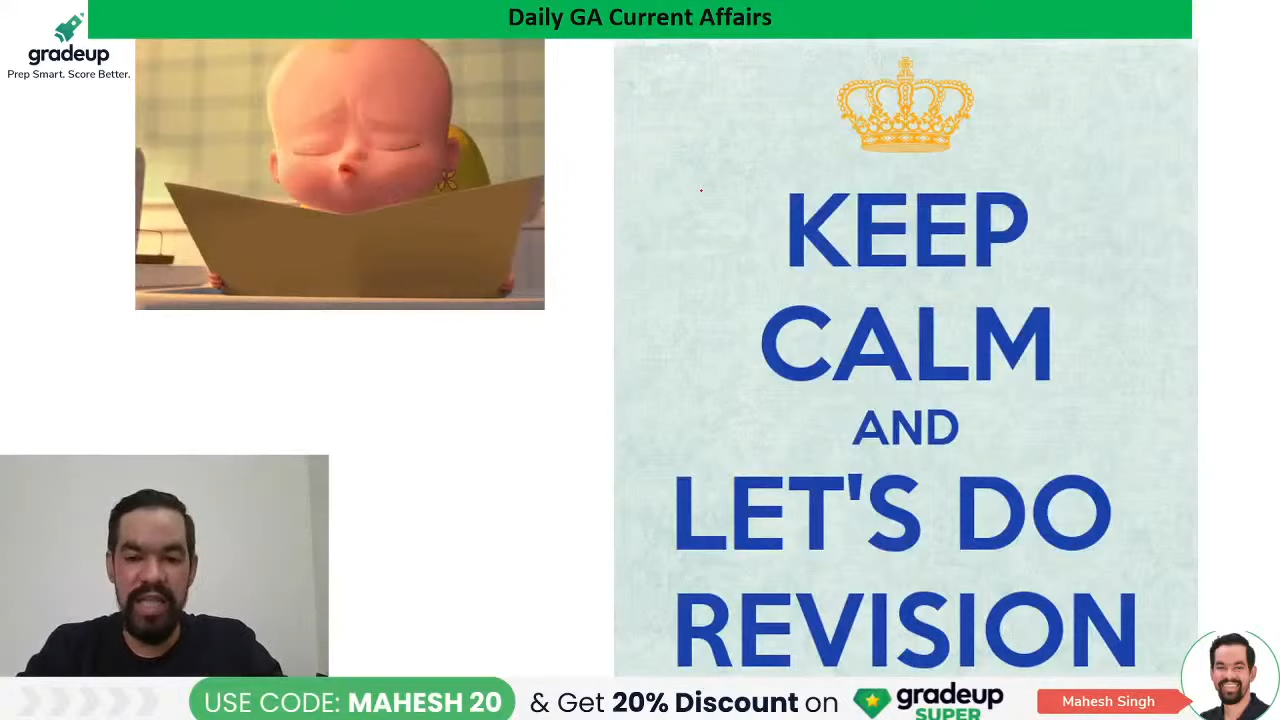 Daily GA Current Affairs
gradeup
Prep Smart. Score Better.
KEEP
CALM
AND
LET'S DO
REVISION
USE CODE: MAHESH 20 & Get 20% Discount on gradeup SUPER
Mahesh Singh